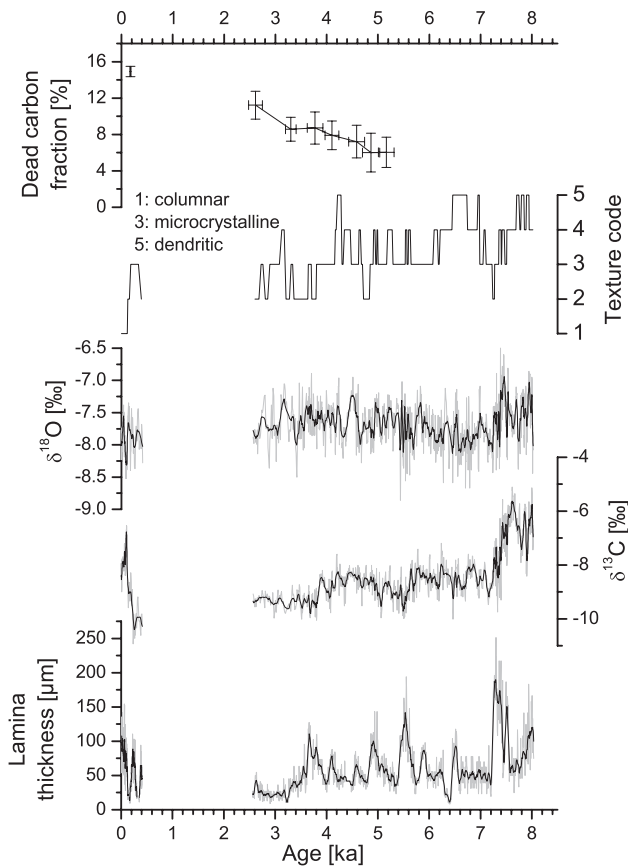 0 1 2 3 4 5 6 7 8
16
12
8
4
0
Dead carbon
fraction [%]
1: columnar
3: microcrystalline
5: dendritic
5
4
3
2
1
Texture code
-6.5
-7.0
-7.5
-8.0
-8.5
-9.0
δ18O [‰]
-4
-6
-8
-10
δ13C [‰]
250
200
150
100
50
0
Lamina
thickness [µm]
0 1 2 3 4 5 6 7 8
Age [ka]